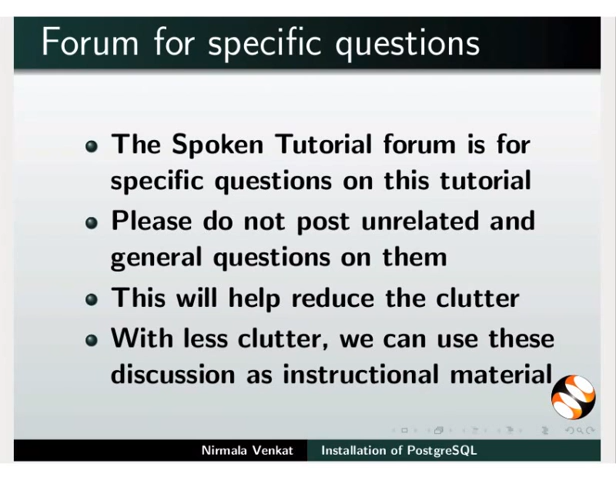 Forum for specific questions
The Spoken Tutorial forum is for
specific questions on this tutorial
Please do not post unrelated and
general questions on them
This will help reduce the clutter
With less clutter, we can use these
discussion as instructional material
Nirmala Venkat Installation of PostgreSQL